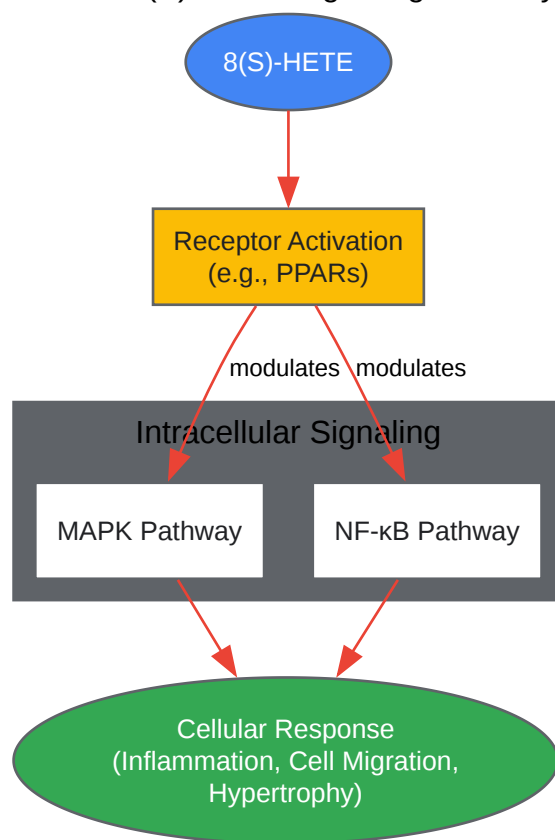 8(S)-HETE
Receptor Activation
(e.g., PPARs)
modulates modulates
Intracellular Signaling
MAPK Pathway
NF-κB Pathway
Cellular Response
(Inflammation, Cell Migration,
Hypertrophy)